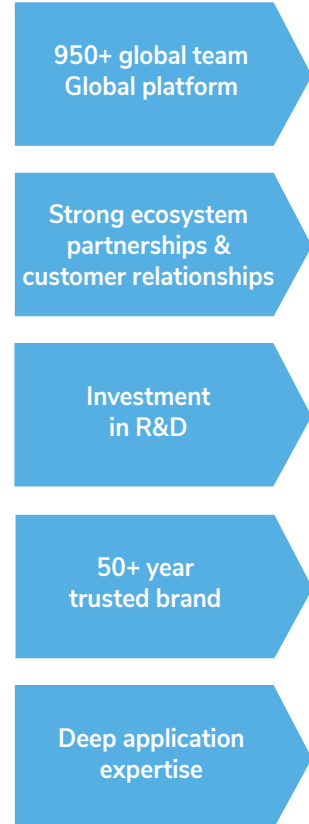 950+ global team
Global platform
Strong ecosystem
partnerships &
customer relationships
Investment
in R&D
50+ year
trusted brand
Deep application
expertise